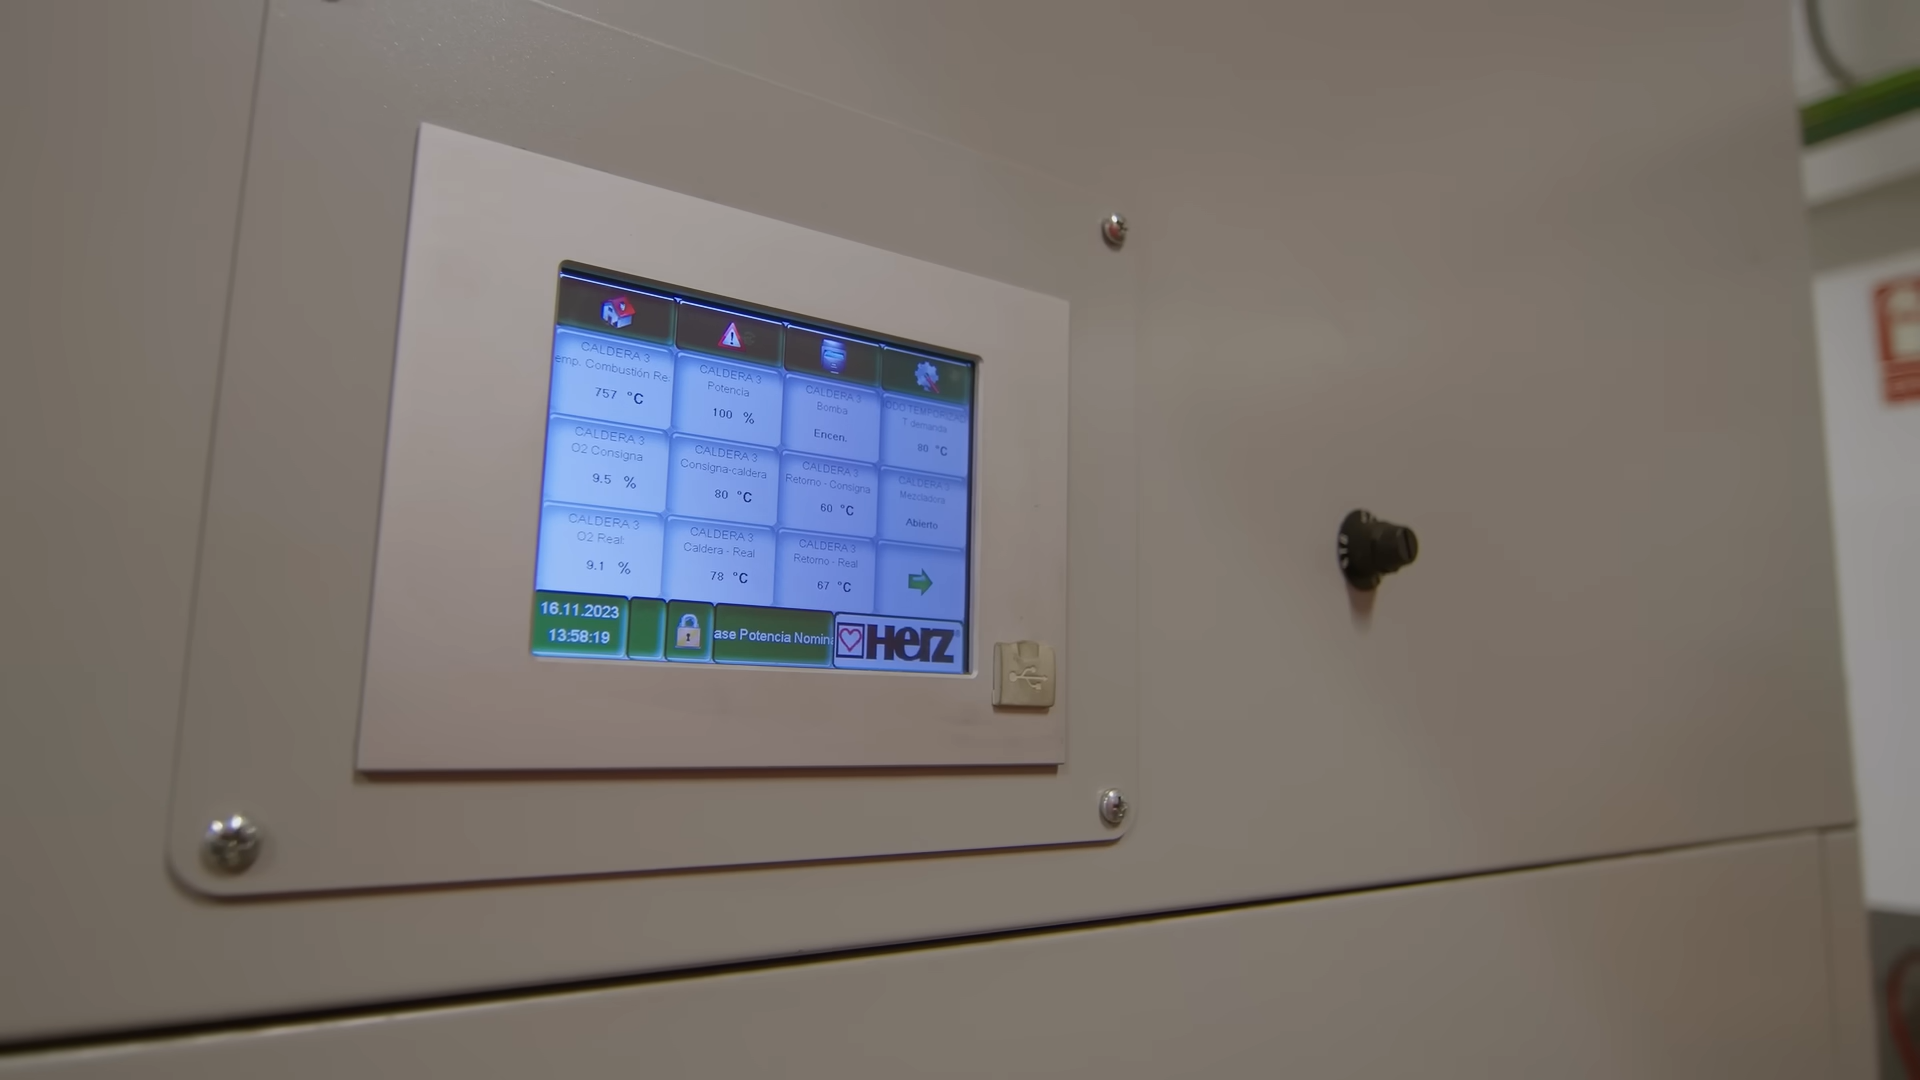 CALDERA 3
emp. Combustión Re
757 °C
CALDERA 3
Potencia
100 %
CALDERA 3
Bomba
Encen.
ODO TEMPORIZAD
T demanda
80 °C
CALDERA 3
O2 Consigna
9.5 %
CALDERA 3
Consigna-caldera
80 °C
CALDERA 3
Retorno - Consigna
60 °C
CALDERA 3
Mezcladora
Abierto
CALDERA 3
O2 Real:
9.1 %
CALDERA 3
Caldera - Real
78 °C
CALDERA 3
Retorno - Real
67 °C
16.11.2023
13:58:19
ase Potencia Nomin
HERZ